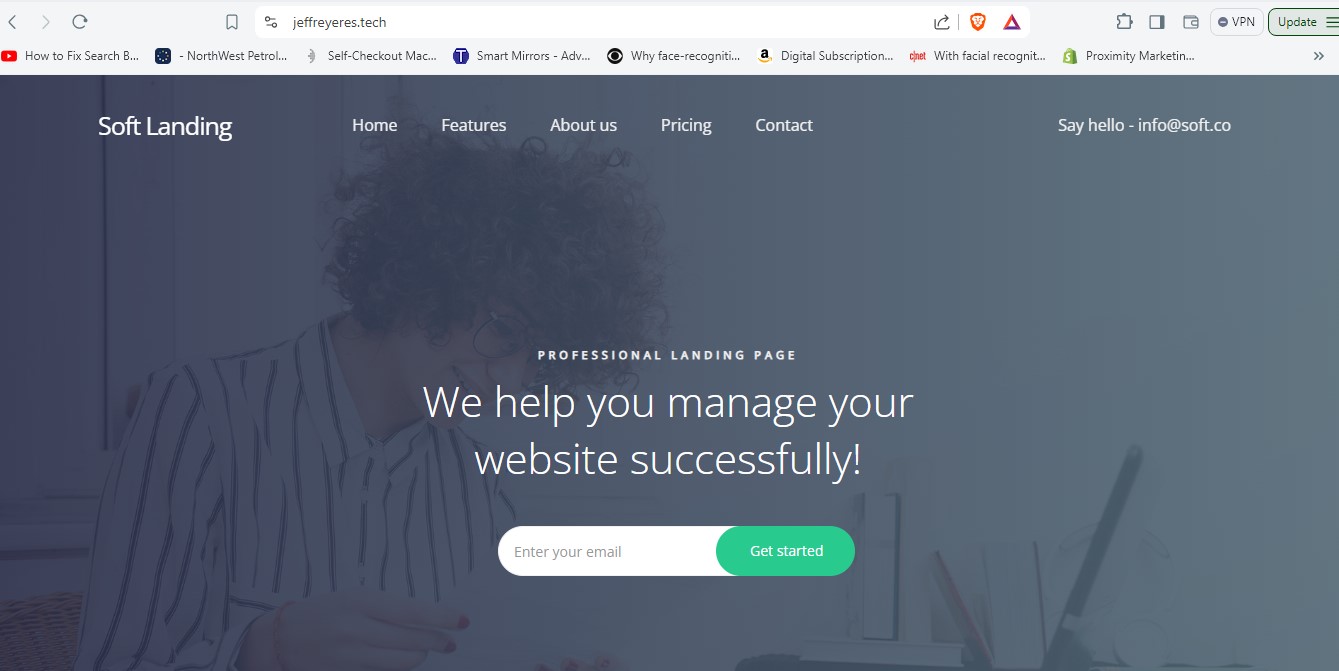 jeffreyeres.tech
VPN
Update
How to Fix Search B...
- NorthWest Petrol...
Self-Checkout Mac...
Smart Mirrors - Adv...
Why face-recogniti...
a
Digital Subscription...
c|net
With facial recognit...
Proximity Marketin...
Soft Landing
Home
Features
About us
Pricing
Contact
Say hello - info@soft.co
PROFESSIONAL LANDING PAGE
We help you manage your
website successfully!
Enter your email
Get started